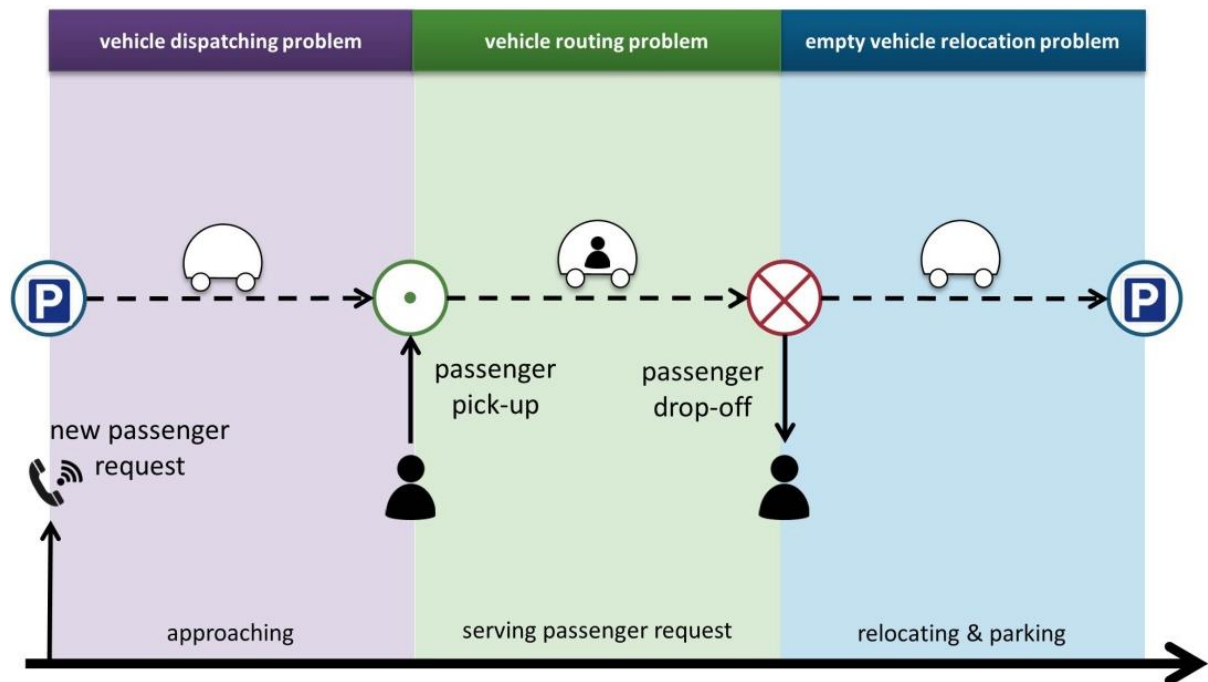 vehicle dispatching problem
vehicle routing problem
empty vehicle relocation problem
P
P
passenger
pick-up
passenger
drop-off
new passenger
request
approaching
serving passenger request
relocating & parking